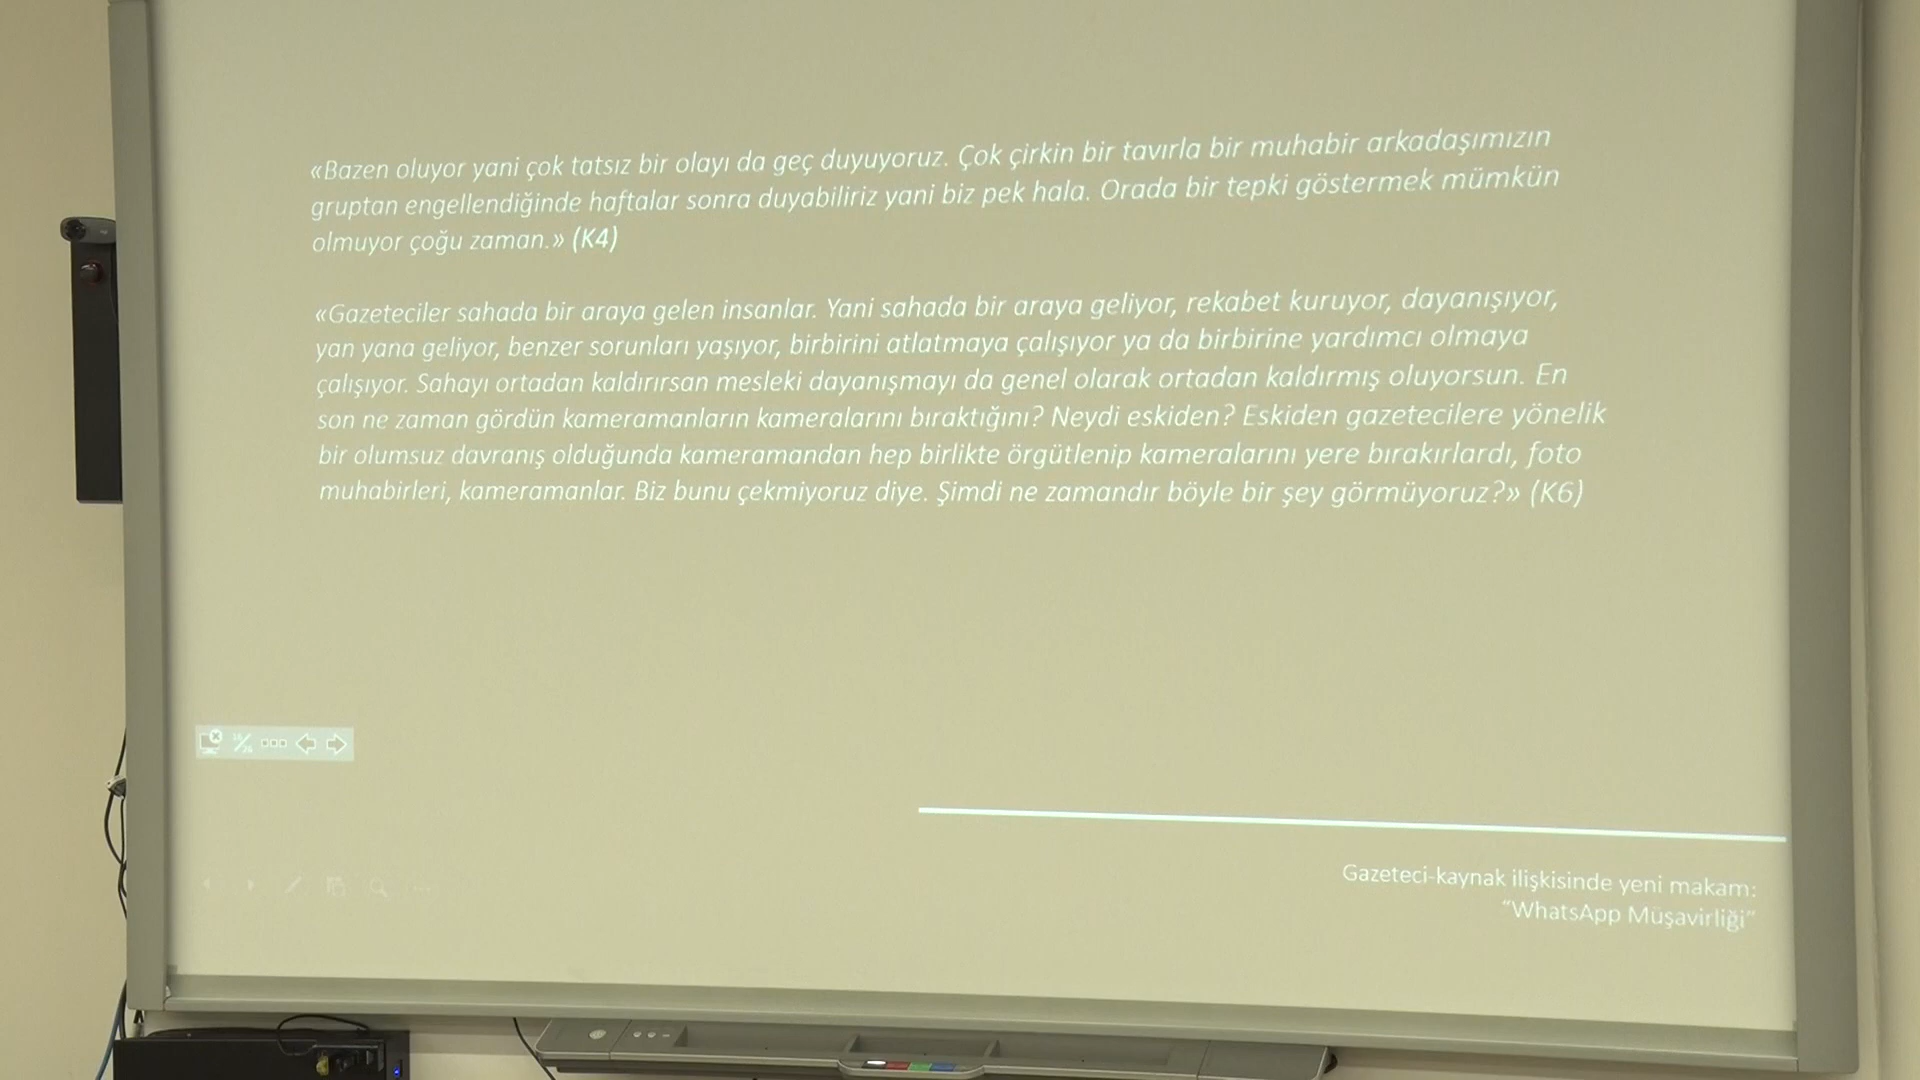 «Bazen oluyor yani çok tatsız bir olayı da geç duyuyoruz. Çok çirkin bir tavırla bir muhabir arkadaşımızın
gruptan engellendiğinde haftalar sonra duyabiliriz yani biz pek hala. Orada bir tepki göstermek mümkün
olmuyor çoğu zaman.» (K4)
«Gazeteciler sahada bir araya gelen insanlar. Yani sahada bir araya geliyor, rekabet kuruyor, dayanışıyor,
yan yana geliyor, benzer sorunları yaşıyor, birbirini atlatmaya çalışıyor ya da birbirine yardımcı olmaya
çalışıyor. Sahayı ortadan kaldırırsan mesleki dayanışmayı da genel olarak ortadan kaldırmış oluyorsun. En
son ne zaman gördün kameramanların kameralarını bıraktığını? Neydi eskiden? Eskiden gazetecilere yönelik
bir olumsuz davranış olduğunda kameramandan hep birlikte örgütlenip kameralarını yere bırakırlardı, foto
muhabirleri, kameramanlar. Biz bunu çekmiyoruz diye. Şimdi ne zamandır böyle bir şey görmüyoruz?» (K6)
Gazeteci-kaynak ilişkisinde yeni makam:
“WhatsApp Müşavirliği”